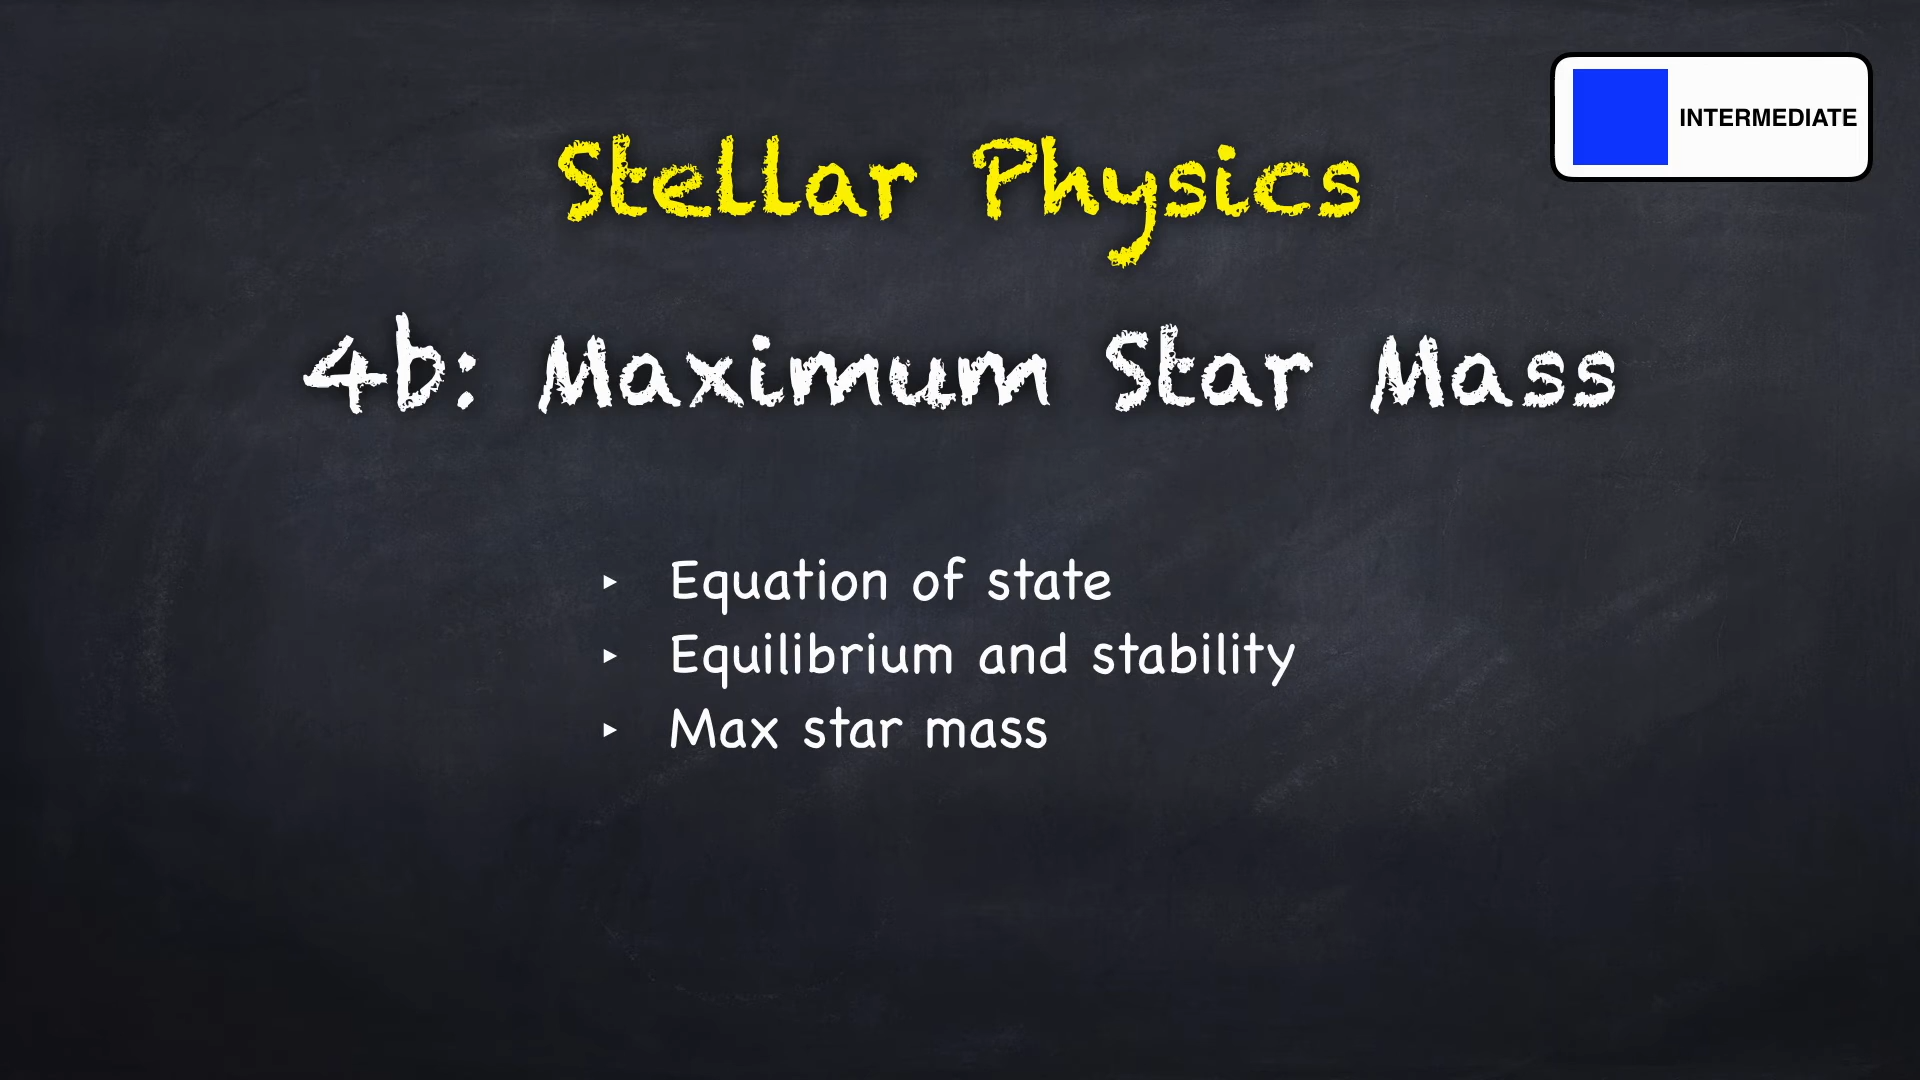 INTERMEDIATE
Stellar Physics
4b: Maximum Star Mass
▸ Equation of state
▸ Equilibrium and stability
▸ Max star mass